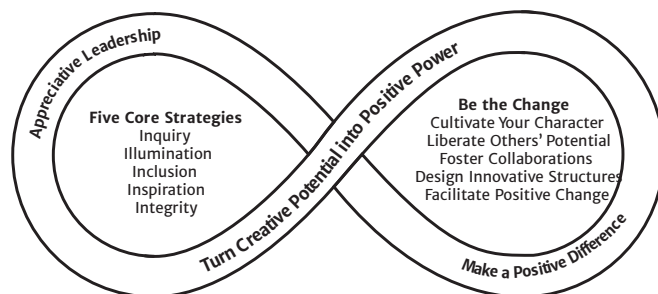 Appreciative Leadership
Five Core Strategies
Inquiry
Illumination
Inclusion
Inspiration
Integrity
Turn Creative Potential into Positive Power
Be the Change
Cultivate Your Character
Liberate Others’ Potential
Foster Collaborations
Design Innovative Structures
Facilitate Positive Change
Make a Positive Difference